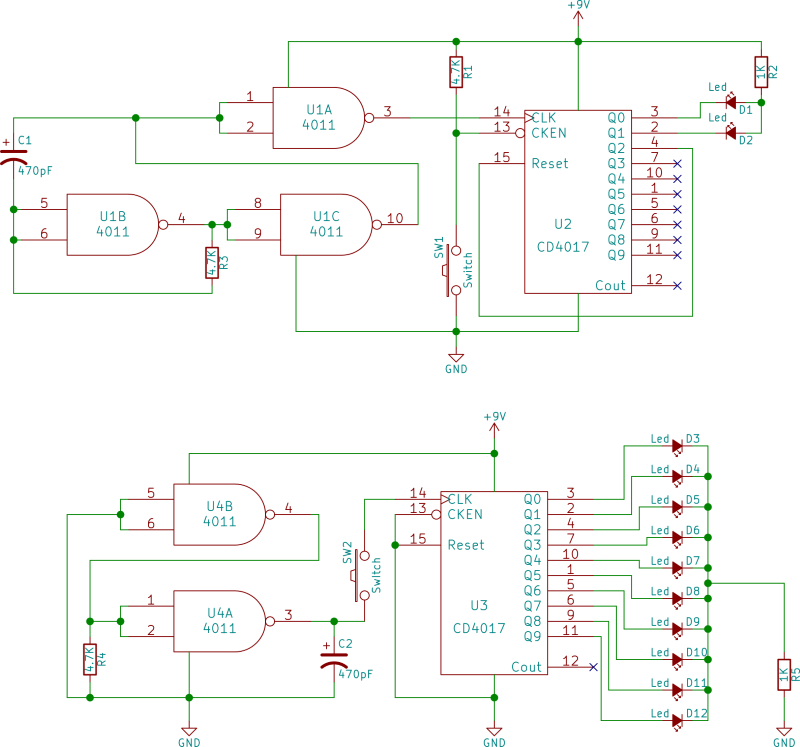 +9V
R1
4.7K
R2
1K
Led
D1
Led
D2
1
2
U1A
4011
3
C1
470pF
14
13
15
CLK
CKEN
Reset
U2
CD4017
Q0
Q1
Q2
Q3
Q4
Q5
Q6
Q7
Q8
Q9
Cout
3
2
4
7
10
1
5
6
9
11
12
5
6
U1B
4011
4
R3
4.7K
8
9
U1C
4011
10
SW1
Switch
GND
+9V
5
6
U4B
4011
4
1
2
U4A
4011
3
R4
4.7K
C2
470pF
SW2
Switch
14
13
15
CLK
CKEN
Reset
U3
CD4017
Q0
Q1
Q2
Q3
Q4
Q5
Q6
Q7
Q8
Q9
Cout
3
2
4
7
10
1
5
6
9
11
12
Led D3
Led D4
Led D5
Led D6
Led D7
Led D8
Led D9
Led D10
Led D11
Led D12
R5
1K
GND
GND
GND